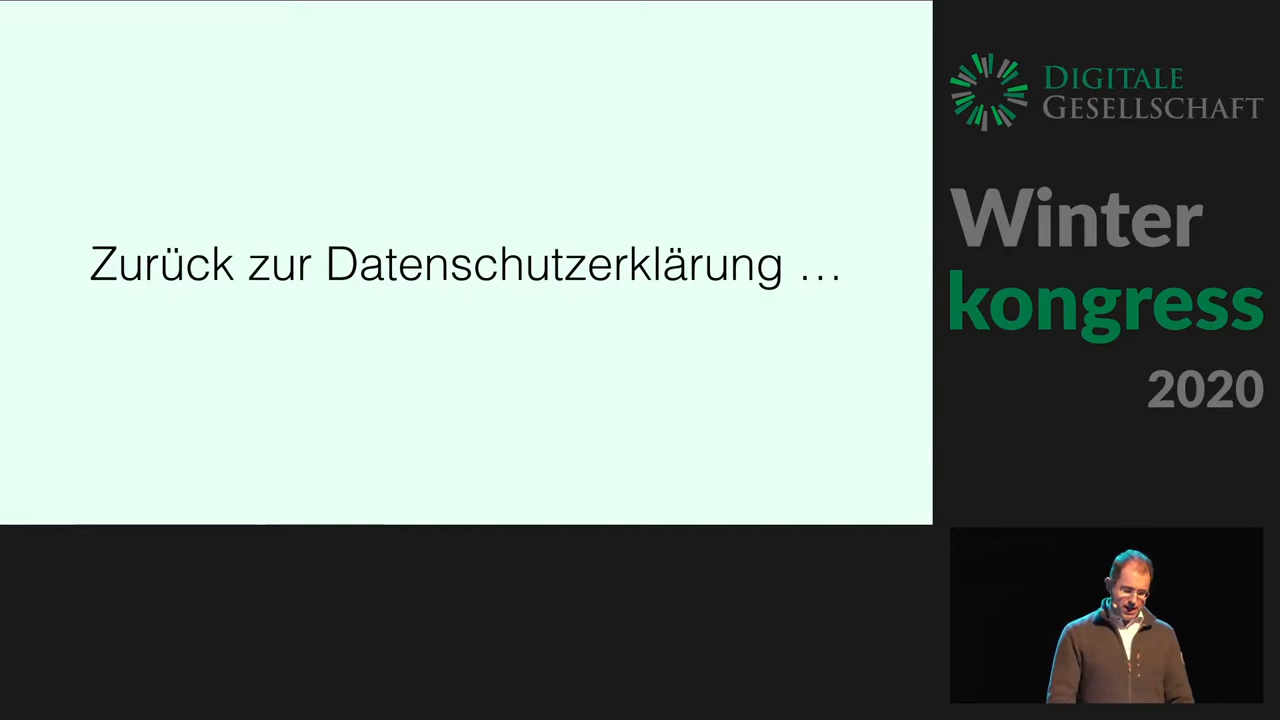 Zurück zur Datenschutzerklärung …
DIGITALE
GESELLSCHAFT
Winter
kongress
2020